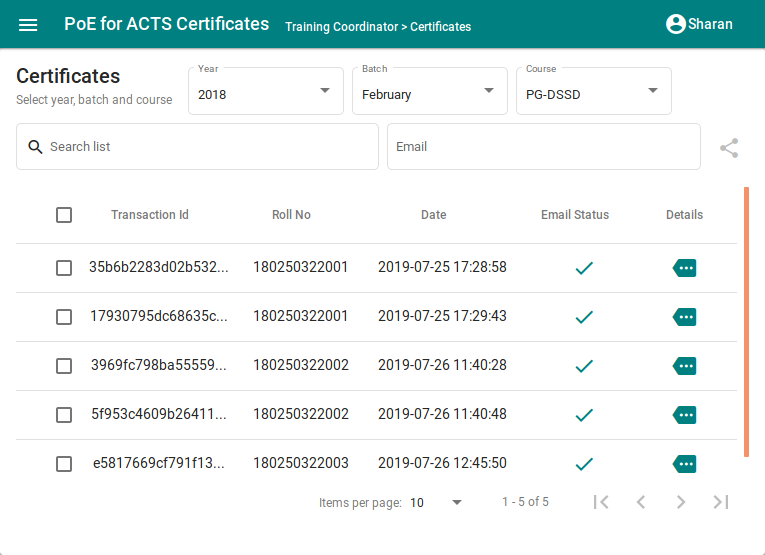 PoE for ACTS Certificates Training Coordinator > Certificates Sharan
Certificates
Select year, batch and course
Year
2018
Batch
February
Course
PG-DSSD
Search list
Email
Transaction Id Roll No Date Email Status Details
35b6b2283d02b532... 180250322001 2019-07-25 17:28:58
17930795dc68635c... 180250322001 2019-07-25 17:29:43
3969fc798ba55559... 180250322002 2019-07-26 11:40:28
5f953c4609b26411... 180250322002 2019-07-26 11:40:48
e5817669cf791f13... 180250322003 2019-07-26 12:45:50
Items per page: 10 1 - 5 of 5